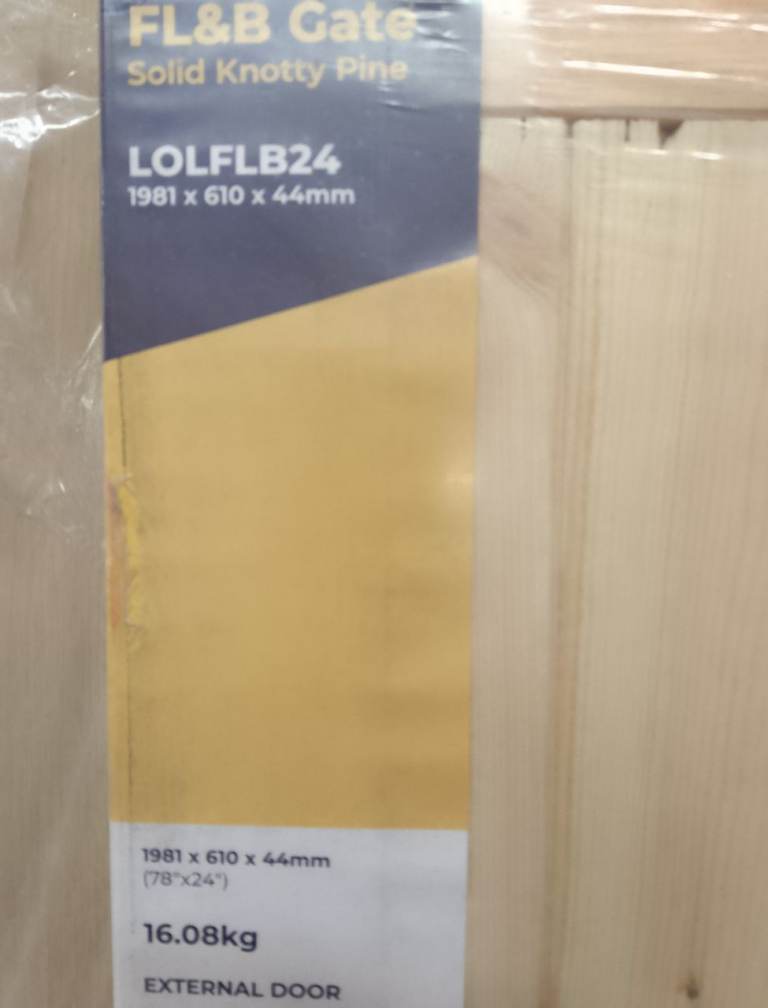 FL&B Gate
Solid Knotty Pine
LOLFLB24
1981 x 610 x 44mm
1981 x 610 x 44mm
(78"x24")
16.08kg
EXTERNAL DOOR